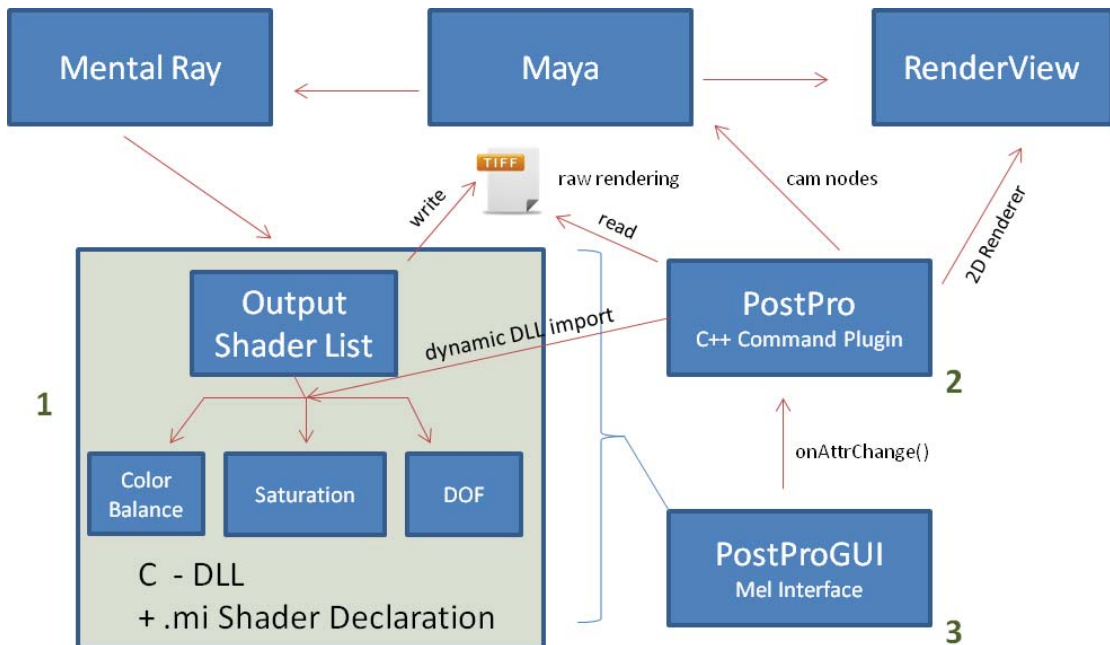 Mental Ray
Maya
RenderView
TIFF
raw rendering
cam nodes
write
read
2D Renderer
Output
Shader List
dynamic DLL import
PostPro
C++ Command Plugin
1
2
Color
Balance
Saturation
DOF
onAttrChange()
C - DLL
+ .mi Shader Declaration
PostProGUI
Mel Interface
3